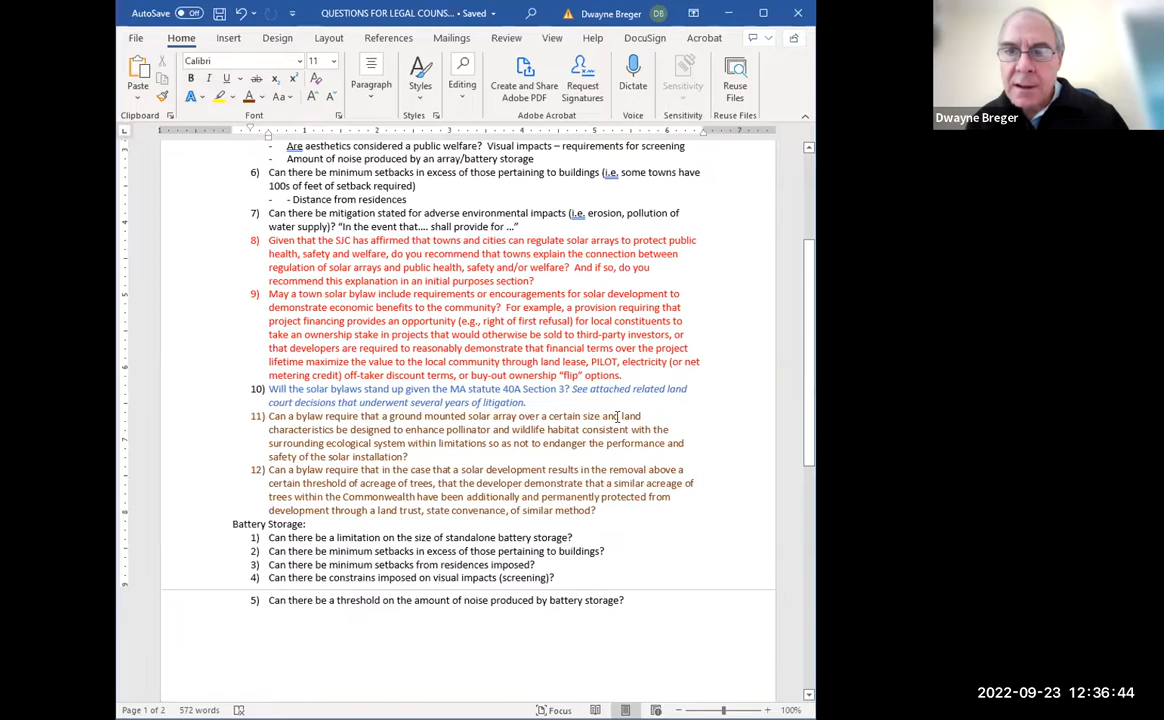 AutoSave Off QUESTIONS FOR LEGAL COUNS... • Saved Dwayne Breger DB
File Home Insert Design Layout References Mailings Review View Help DocuSign Acrobat
Calibri 11
Paste Paragraph Styles Editing Create and Share Adobe PDF Request Signatures Dictate Sensitivity Reuse Files
Clipboard Font Styles Adobe Acrobat Voice Sensitivity Reuse Files
- Are aesthetics considered a public welfare? Visual impacts – requirements for screening
- Amount of noise produced by an array/battery storage
6) Can there be minimum setbacks in excess of those pertaining to buildings (i.e. some towns have
100s of feet of setback required)
- - Distance from residences
7) Can there be mitigation stated for adverse environmental impacts (i.e. erosion, pollution of
water supply)? “In the event that.... shall provide for …”
8) Given that the SJC has affirmed that towns and cities can regulate solar arrays to protect public
health, safety and welfare, do you recommend that towns explain the connection between
regulation of solar arrays and public health, safety and/or welfare? And if so, do you
recommend this explanation in an initial purposes section?
9) May a town solar bylaw include requirements or encouragements for solar development to
demonstrate economic benefits to the community? For example, a provision requiring that
project financing provides an opportunity (e.g., right of first refusal) for local constituents to
take an ownership stake in projects that would otherwise be sold to third-party investors, or
that developers are required to reasonably demonstrate that financial terms over the project
lifetime maximize the value to the local community through land lease, PILOT, electricity (or net
metering credit) off-taker discount terms, or buy-out ownership “flip” options.
10) Will the solar bylaws stand up given the MA statute 40A Section 3? See attached related land
court decisions that underwent several years of litigation.
11) Can a bylaw require that a ground mounted solar array over a certain size and land
characteristics be designed to enhance pollinator and wildlife habitat consistent with the
surrounding ecological system within limitations so as not to endanger the performance and
safety of the solar installation?
12) Can a bylaw require that in the case that a solar development results in the removal above a
certain threshold of acreage of trees, that the developer demonstrate that a similar acreage of
trees within the Commonwealth have been additionally and permanently protected from
development through a land trust, state convenance, of similar method?
Battery Storage:
1) Can there be a limitation on the size of standalone battery storage?
2) Can there be minimum setbacks in excess of those pertaining to buildings?
3) Can there be minimum setbacks from residences imposed?
4) Can there be constrains imposed on visual impacts (screening)?
5) Can there be a threshold on the amount of noise produced by battery storage?
Page 1 of 2 572 words Focus 100%
Dwayne Breger
2022-09-23 12:36:44